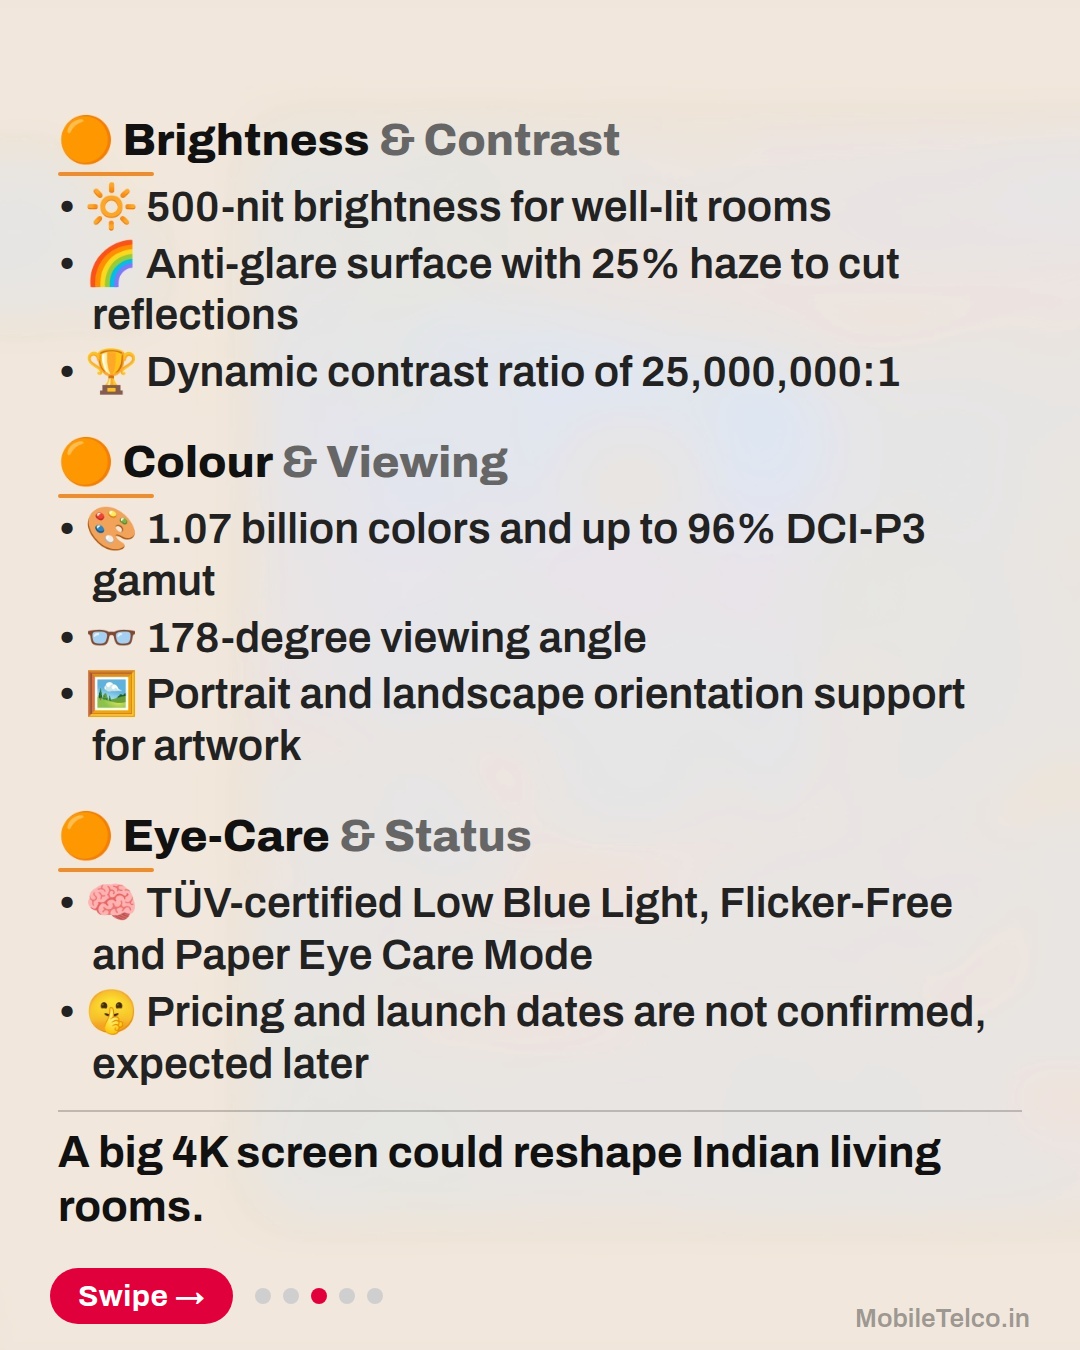 🟠 Brightness & Contrast
• 🔆 500-nit brightness for well-lit rooms
• 🌈 Anti-glare surface with 25% haze to cut
reflections
• 🏆 Dynamic contrast ratio of 25,000,000:1
🟠 Colour & Viewing
• 🎨 1.07 billion colors and up to 96% DCI-P3
gamut
• 👓 178-degree viewing angle
• 🖼️ Portrait and landscape orientation support
for artwork
🟠 Eye-Care & Status
• 🧠 TÜV-certified Low Blue Light, Flicker-Free
and Paper Eye Care Mode
• 🤫 Pricing and launch dates are not confirmed,
expected later
A big 4K screen could reshape Indian living
rooms.
Swipe →
MobileTelco.in